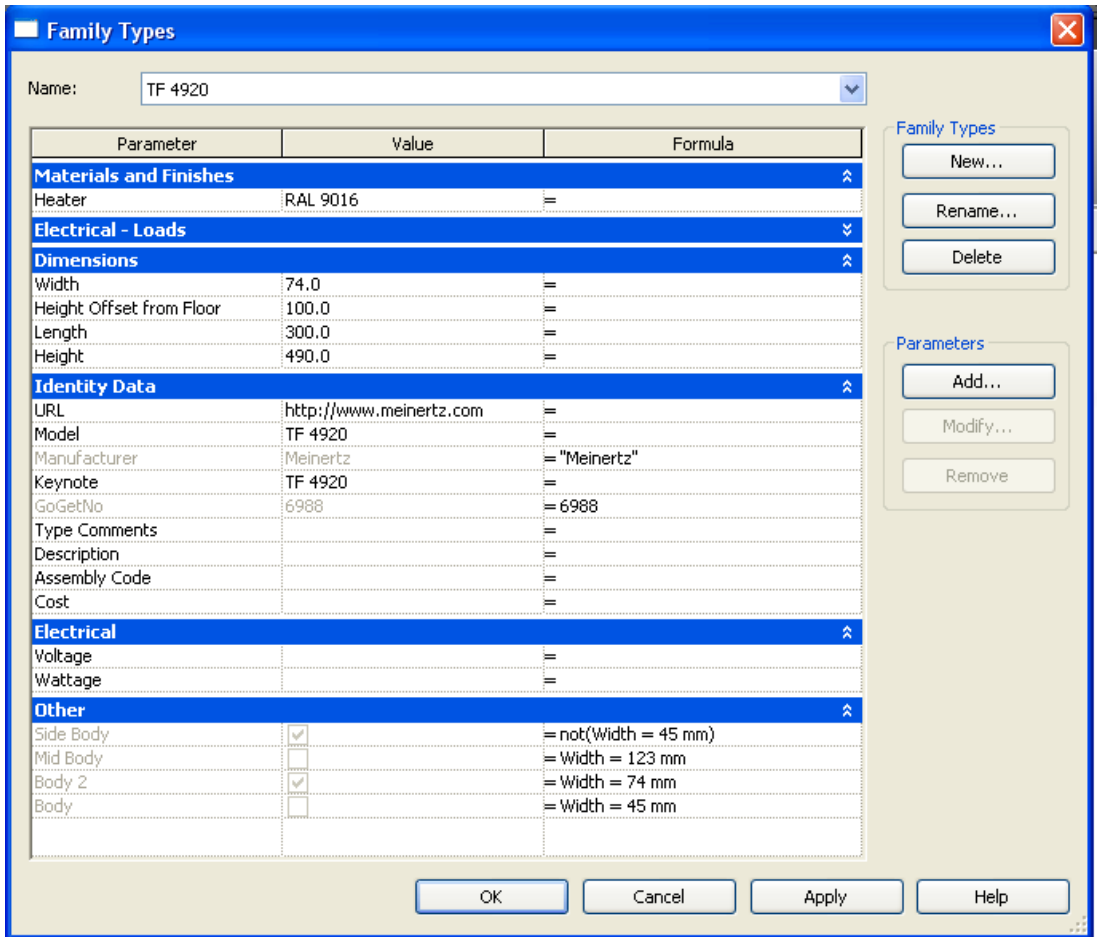 Family Types
Name: TF 4920
Parameter Value Formula
Materials and Finishes
Heater RAL 9016 =
Electrical - Loads
Dimensions
Width 74.0 =
Height Offset from Floor 100.0 =
Length 300.0 =
Height 490.0 =
Identity Data
URL http://www.meinertz.com =
Model TF 4920 =
Manufacturer Meinertz = "Meinertz"
Keynote TF 4920 =
GoGetNo 6988 = 6988
Type Comments =
Description =
Assembly Code =
Cost =
Electrical
Voltage =
Wattage =
Other
Side Body = not(Width = 45 mm)
Mid Body = Width = 123 mm
Body 2 = Width = 74 mm
Body = Width = 45 mm
Family Types
New...
Rename...
Delete
Parameters
Add...
Modify...
Remove
OK Cancel Apply Help